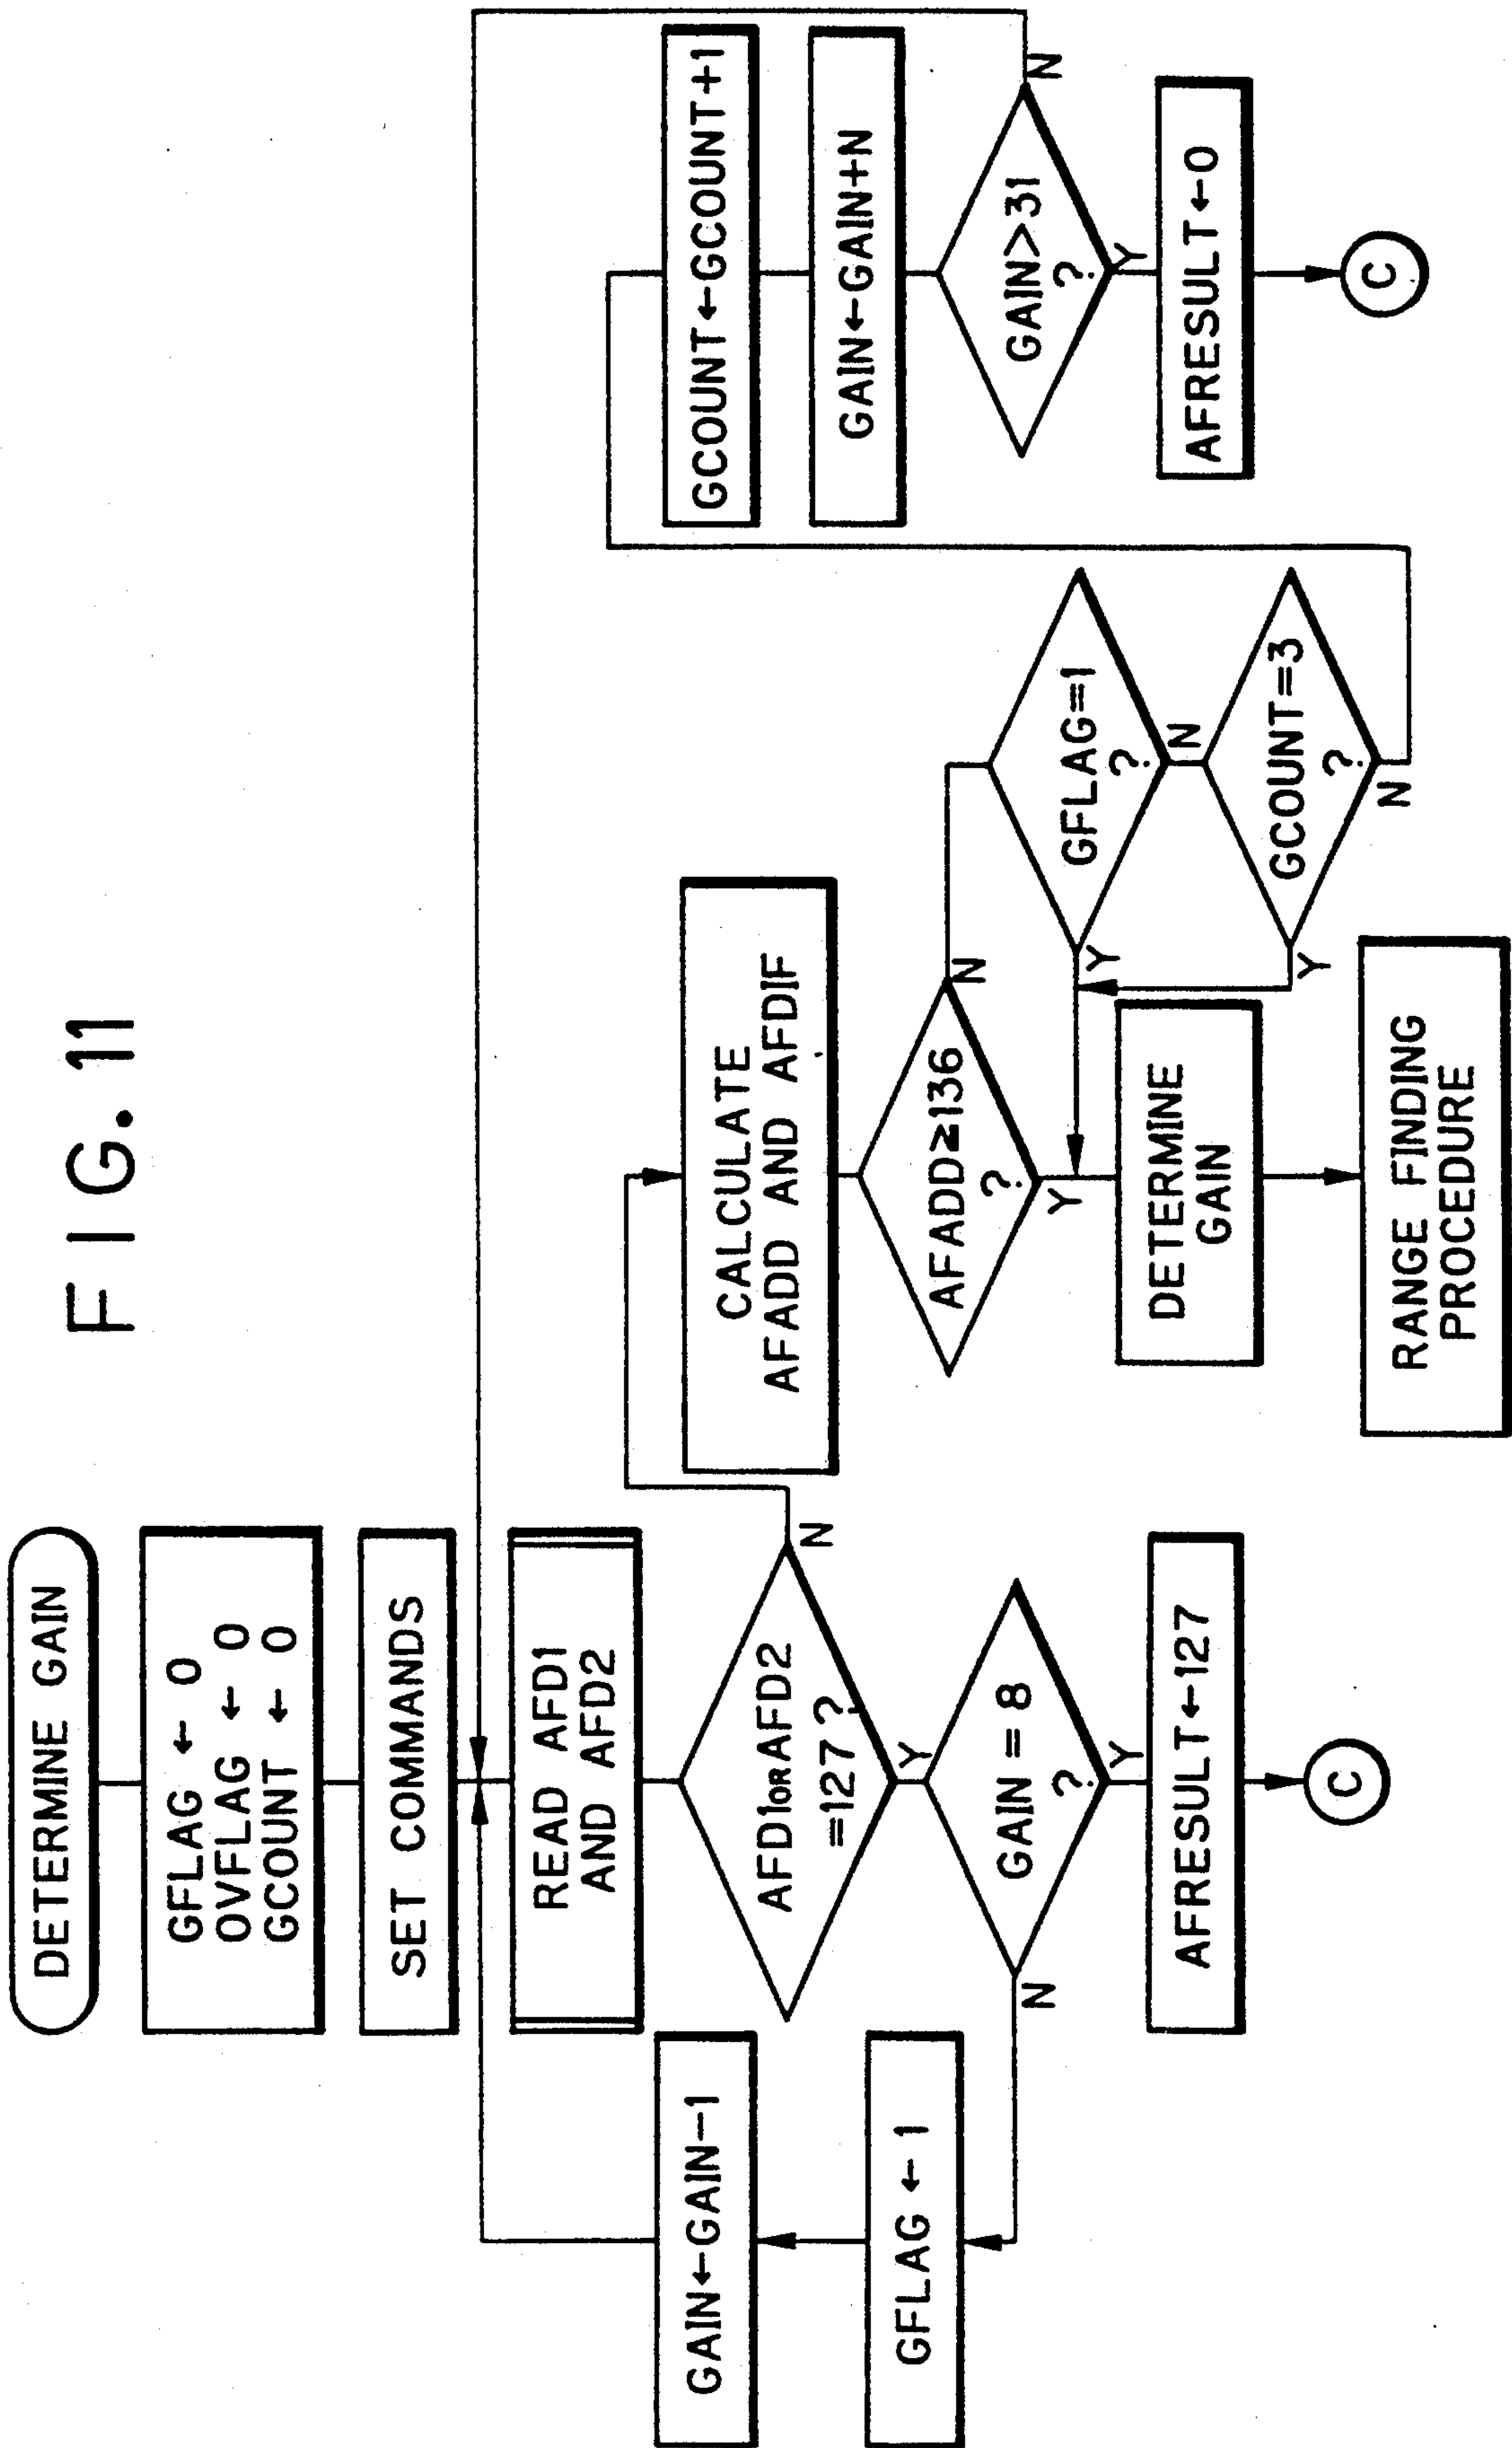 FIG. 11
DETERMINE GAIN
GFLAG ← 0
OVFLAG ← 0
GCOUNT ← 0
SET COMMANDS
READ AFD1
AND AFD2
AFD1 OR AFD2
=127?
N
Y
GAIN = 8
?
N
Y
AFRESULT←127
C
GFLAG ← 1
GAIN←GAIN-1
CALCULATE
AFADD AND AFDIF
AFADD≥136
?
N
Y
DETERMINE
GAIN
RANGE FINDING
PROCEDURE
GFLAG=1
?
Y
N
GCOUNT=3
?
Y
N
GCOUNT←GCOUNT+1
GAIN←GAIN+N
GAIN>31
?
N
Y
AFRESULT←0
C